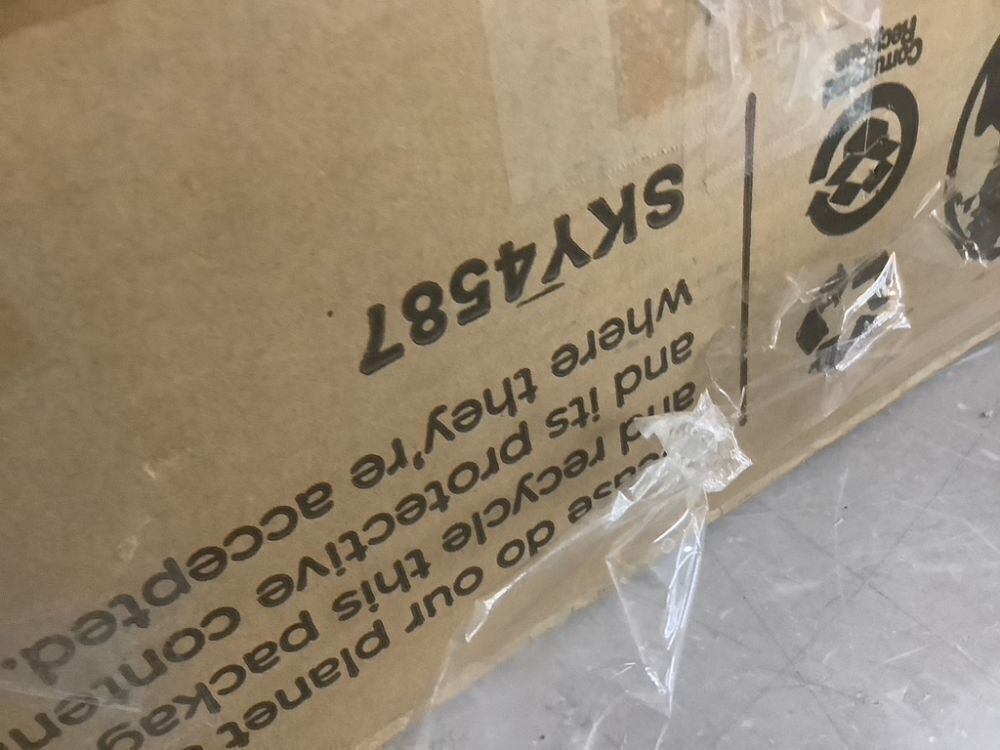 ease do our planet
and recycle this packag
and its protective conten
where they're accepted.
SKY4587